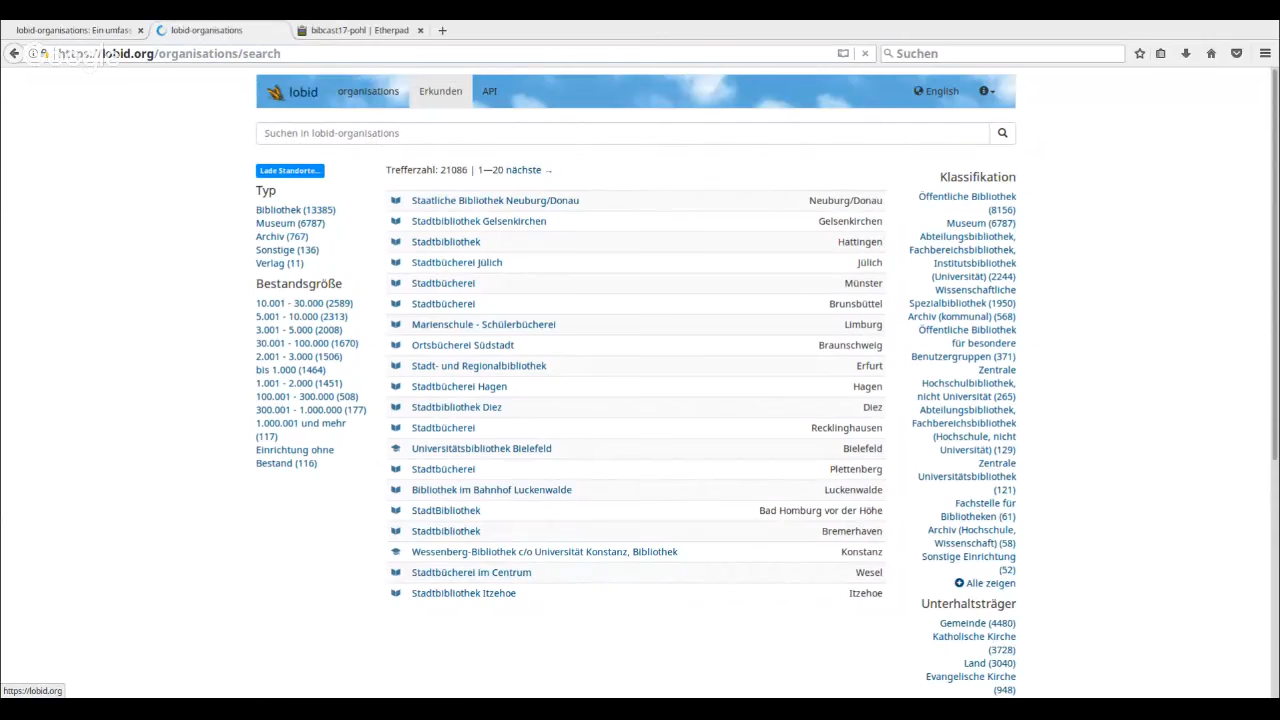 lobid-organisations: Ein umfass
lobid-organisations
bibcast17-pohl | Etherpad
https://lobid.org/organisations/search
Suchen
lobid
organisations
Erkunden
API
English
Suchen in lobid-organisations
Lade Standorte...
Typ
Bibliothek (13385)
Museum (6787)
Archiv (767)
Sonstige (136)
Verlag (11)
Bestandsgröße
10.001 - 30.000 (2589)
5.001 - 10.000 (2313)
3.001 - 5.000 (2008)
30.001 - 100.000 (1670)
2.001 - 3.000 (1506)
bis 1.000 (1464)
1.001 - 2.000 (1451)
100.001 - 300.000 (508)
300.001 - 1.000.000 (177)
1.000.001 und mehr
(117)
Einrichtung ohne
Bestand (116)
Trefferzahl: 21086 | 1—20 nächste →
Staatliche Bibliothek Neuburg/Donau Neuburg/Donau
Stadtbibliothek Gelsenkirchen Gelsenkirchen
Stadtbibliothek Hattingen
Stadtbücherei Jülich Jülich
Stadtbücherei Münster
Stadtbücherei Brunsbüttel
Marienschule - Schülerbücherei Limburg
Ortsbücherei Südstadt Braunschweig
Stadt- und Regionalbibliothek Erfurt
Stadtbücherei Hagen Hagen
Stadtbibliothek Diez Diez
Stadtbücherei Recklinghausen
Universitätsbibliothek Bielefeld Bielefeld
Stadtbücherei Plettenberg
Bibliothek im Bahnhof Luckenwalde Luckenwalde
StadtBibliothek Bad Homburg vor der Höhe
Stadtbibliothek Bremerhaven
Wessenberg-Bibliothek c/o Universität Konstanz, Bibliothek Konstanz
Stadtbücherei im Centrum Wesel
Stadtbibliothek Itzehoe Itzehoe
Klassifikation
Öffentliche Bibliothek
(8156)
Museum (6787)
Abteilungsbibliothek,
Fachbereichsbibliothek,
Institutsbibliothek
(Universität) (2244)
Wissenschaftliche
Spezialbibliothek (1950)
Archiv (kommunal) (568)
Öffentliche Bibliothek
für besondere
Benutzergruppen (371)
Zentrale
Hochschulbibliothek,
nicht Universität (265)
Abteilungsbibliothek,
Fachbereichsbibliothek
(Hochschule, nicht
Universität) (129)
Zentrale
Universitätsbibliothek
(121)
Fachstelle für
Bibliotheken (61)
Archiv (Hochschule,
Wissenschaft) (58)
Sonstige Einrichtung
(52)
Alle zeigen
Unterhaltsträger
Gemeinde (4480)
Katholische Kirche
(3728)
Land (3040)
Evangelische Kirche
(948)
https://lobid.org